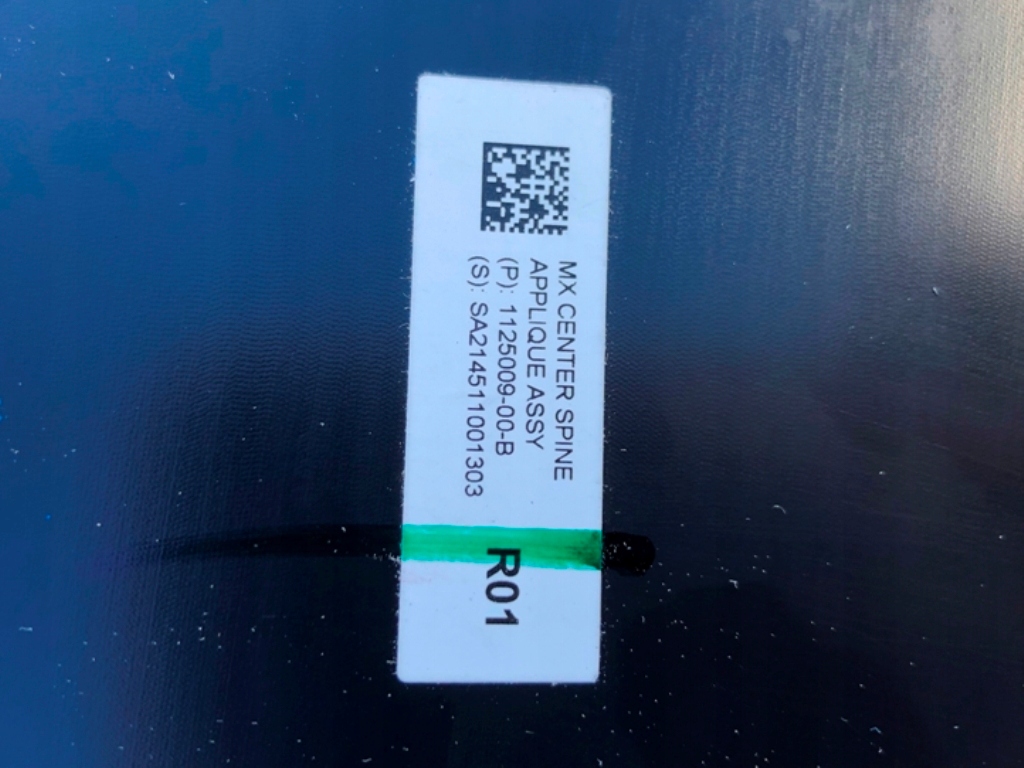 MX CENTER SPINE
APPLIQUE ASSY
(P): 1125009-00-B
(S): SA214511001303
R01